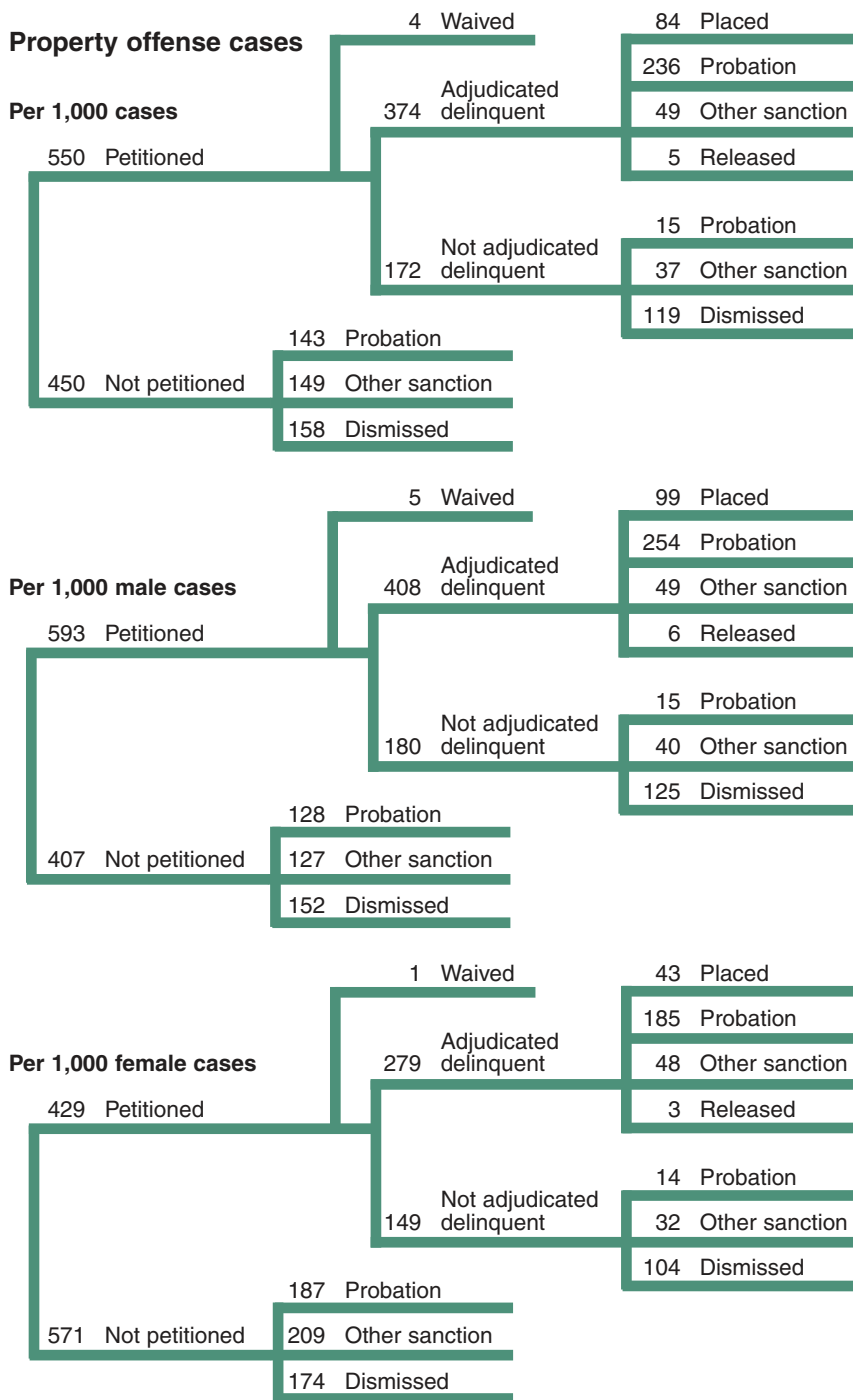 Property offense cases
Per 1,000 cases
4 Waived
84 Placed
236 Probation
Adjudicated
374 delinquent
49 Other sanction
5 Released
550 Petitioned
15 Probation
Not adjudicated
172 delinquent
37 Other sanction
119 Dismissed
143 Probation
450 Not petitioned
149 Other sanction
158 Dismissed
Per 1,000 male cases
5 Waived
99 Placed
254 Probation
Adjudicated
408 delinquent
49 Other sanction
6 Released
593 Petitioned
15 Probation
Not adjudicated
180 delinquent
40 Other sanction
125 Dismissed
128 Probation
407 Not petitioned
127 Other sanction
152 Dismissed
Per 1,000 female cases
1 Waived
43 Placed
185 Probation
Adjudicated
279 delinquent
48 Other sanction
3 Released
429 Petitioned
14 Probation
Not adjudicated
149 delinquent
32 Other sanction
104 Dismissed
187 Probation
571 Not petitioned
209 Other sanction
174 Dismissed